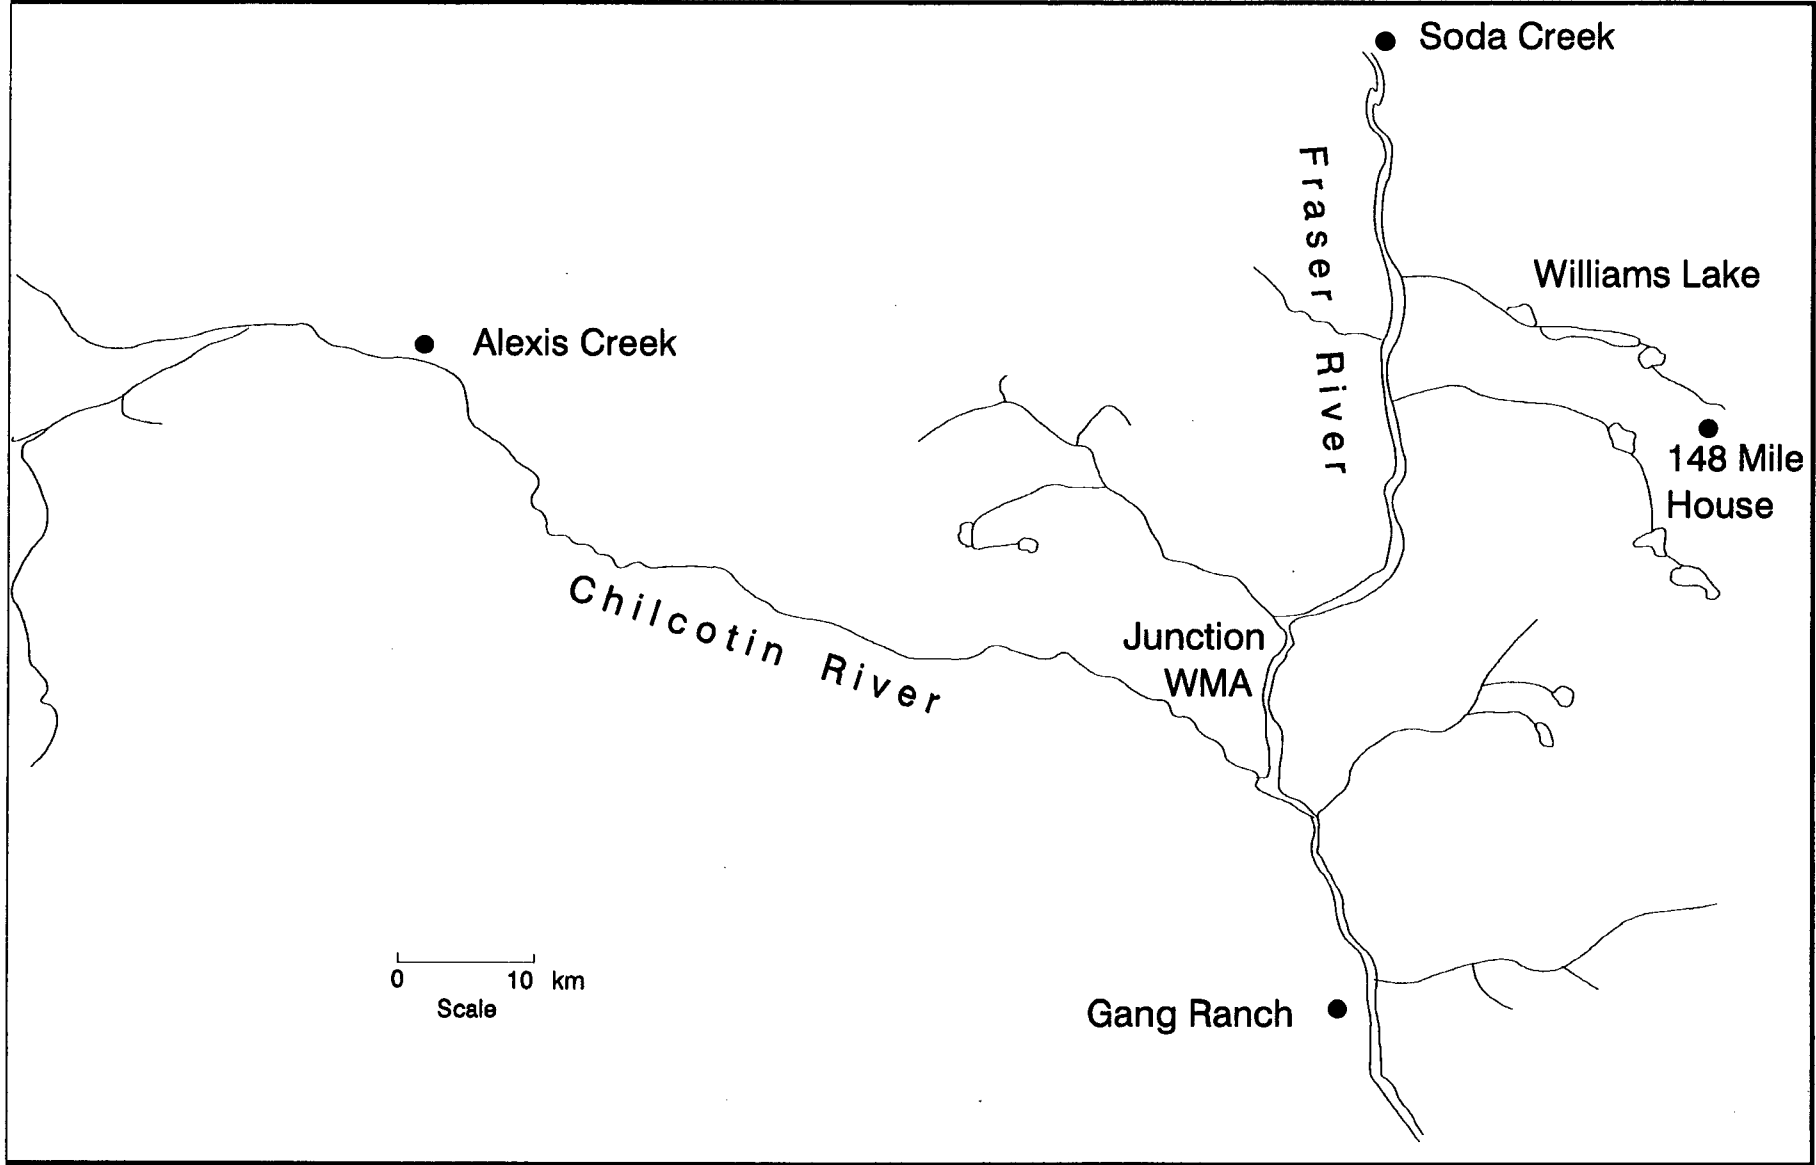 Soda Creek
Fraser River
Williams Lake
Alexis Creek
148 Mile
House
Chilcotin River
Junction
WMA
0 10 km
Scale
Gang Ranch